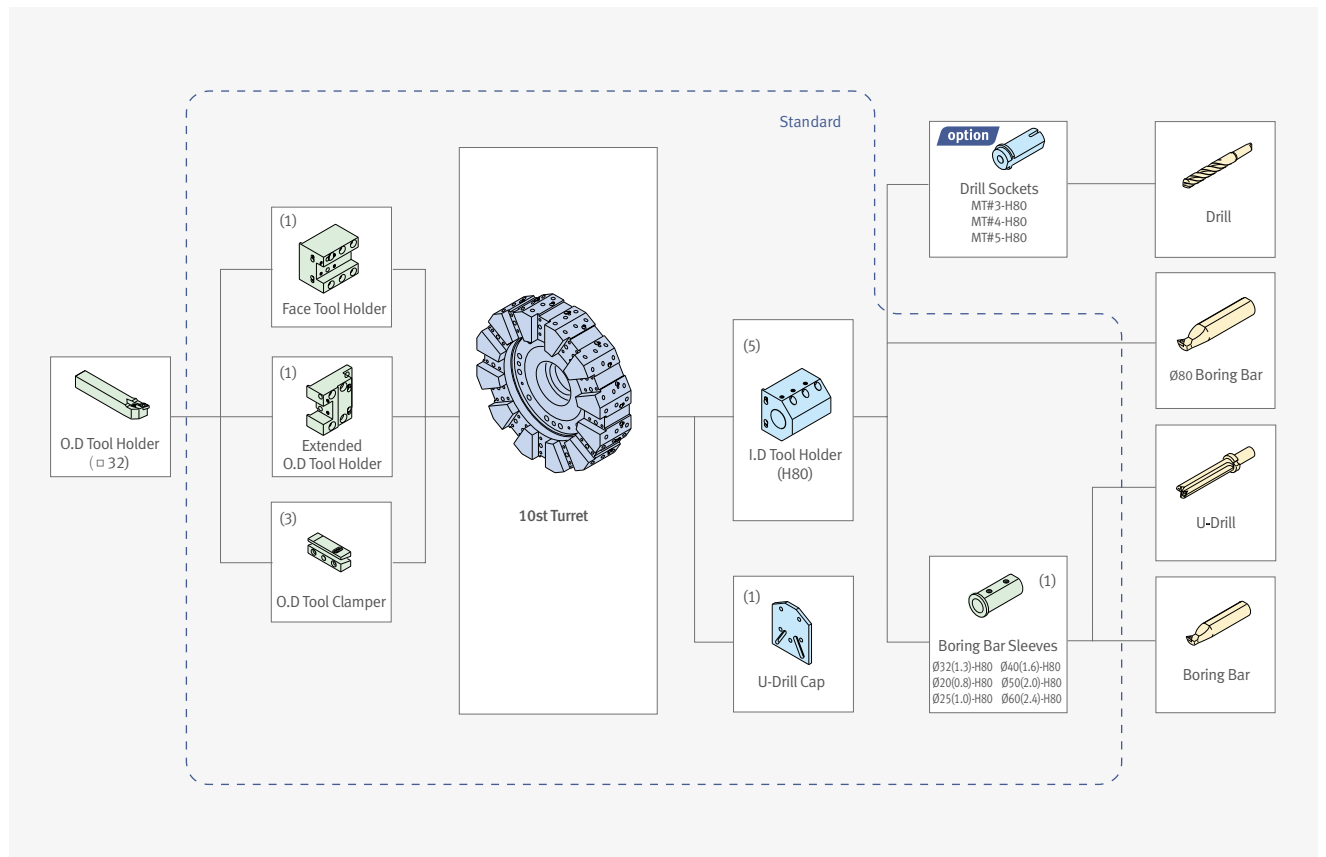 Standard
option
Drill Sockets
MT#3-H80
MT#4-H80
MT#5-H80
Drill
(1)
Face Tool Holder
Ø80 Boring Bar
O.D Tool Holder
(□ 32)
(1)
Extended
O.D Tool Holder
10st Turret
(5)
I.D Tool Holder
(H80)
U-Drill
(3)
O.D Tool Clamper
(1)
U-Drill Cap
(1)
Boring Bar Sleeves
Ø32(1.3)-H80 Ø40(1.6)-H80
Ø20(0.8)-H80 Ø50(2.0)-H80
Ø25(1.0)-H80 Ø60(2.4)-H80
Boring Bar